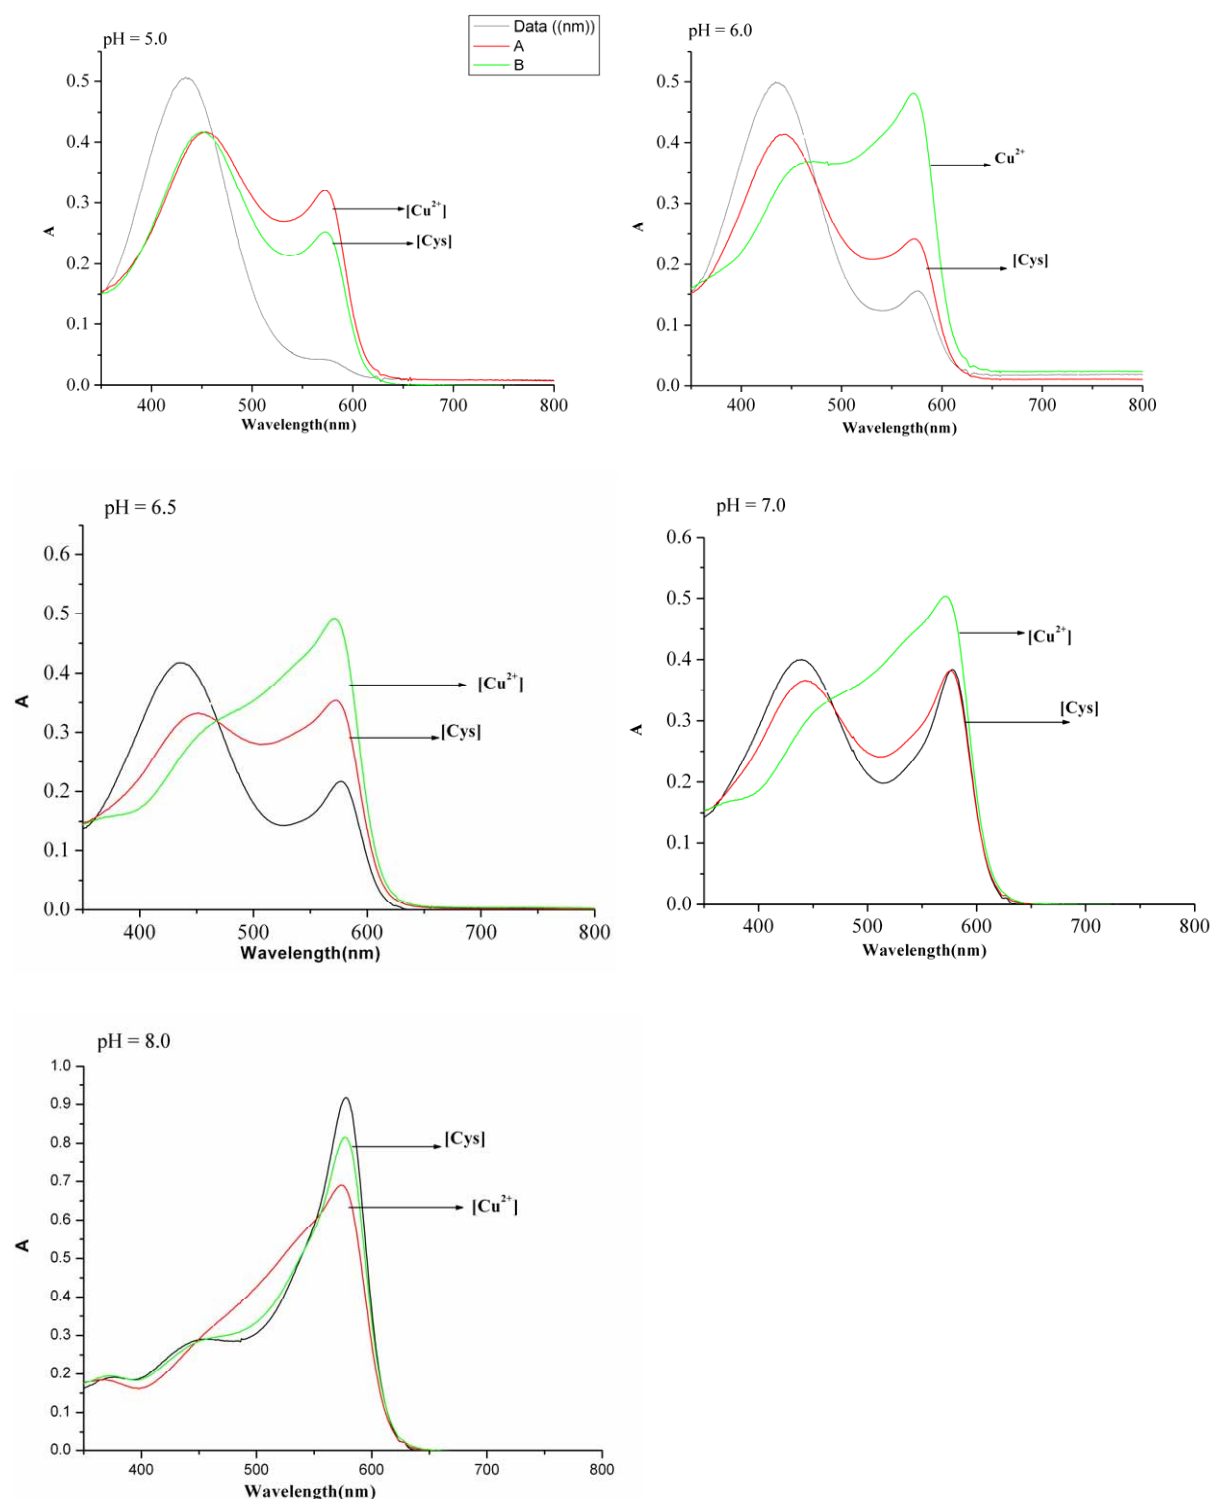 pH = 5.0
Data ((nm))
A
B
0.5
0.4
0.3
0.2
0.1
0.0
A
[Cu²⁺]
[Cys]
400 500 600 700 800
Wavelength(nm)
pH = 6.0
0.5
0.4
0.3
0.2
0.1
0.0
A
Cu²⁺
[Cys]
400 500 600 700 800
Wavelength(nm)
pH = 6.5
0.6
0.5
0.4
0.3
0.2
0.1
0.0
A
[Cu²⁺]
[Cys]
400 500 600 700 800
Wavelength(nm)
pH = 7.0
0.6
0.5
0.4
0.3
0.2
0.1
0.0
A
[Cu²⁺]
[Cys]
400 500 600 700 800
Wavelength(nm)
pH = 8.0
1.0
0.9
0.8
0.7
0.6
0.5
0.4
0.3
0.2
0.1
0.0
A
[Cys]
[Cu²⁺]
400 500 600 700 800
Wavelength(nm)